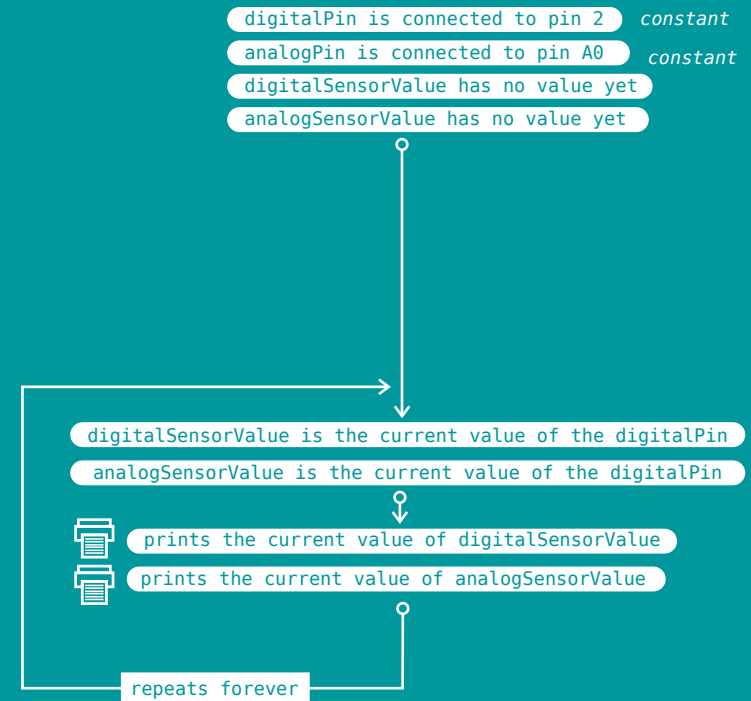 digitalPin is connected to pin 2 constant
analogPin is connected to pin A0 constant
digitalSensorValue has no value yet
analogSensorValue has no value yet
digitalSensorValue is the current value of the digitalPin
analogSensorValue is the current value of the digitalPin
prints the current value of digitalSensorValue
prints the current value of analogSensorValue
repeats forever